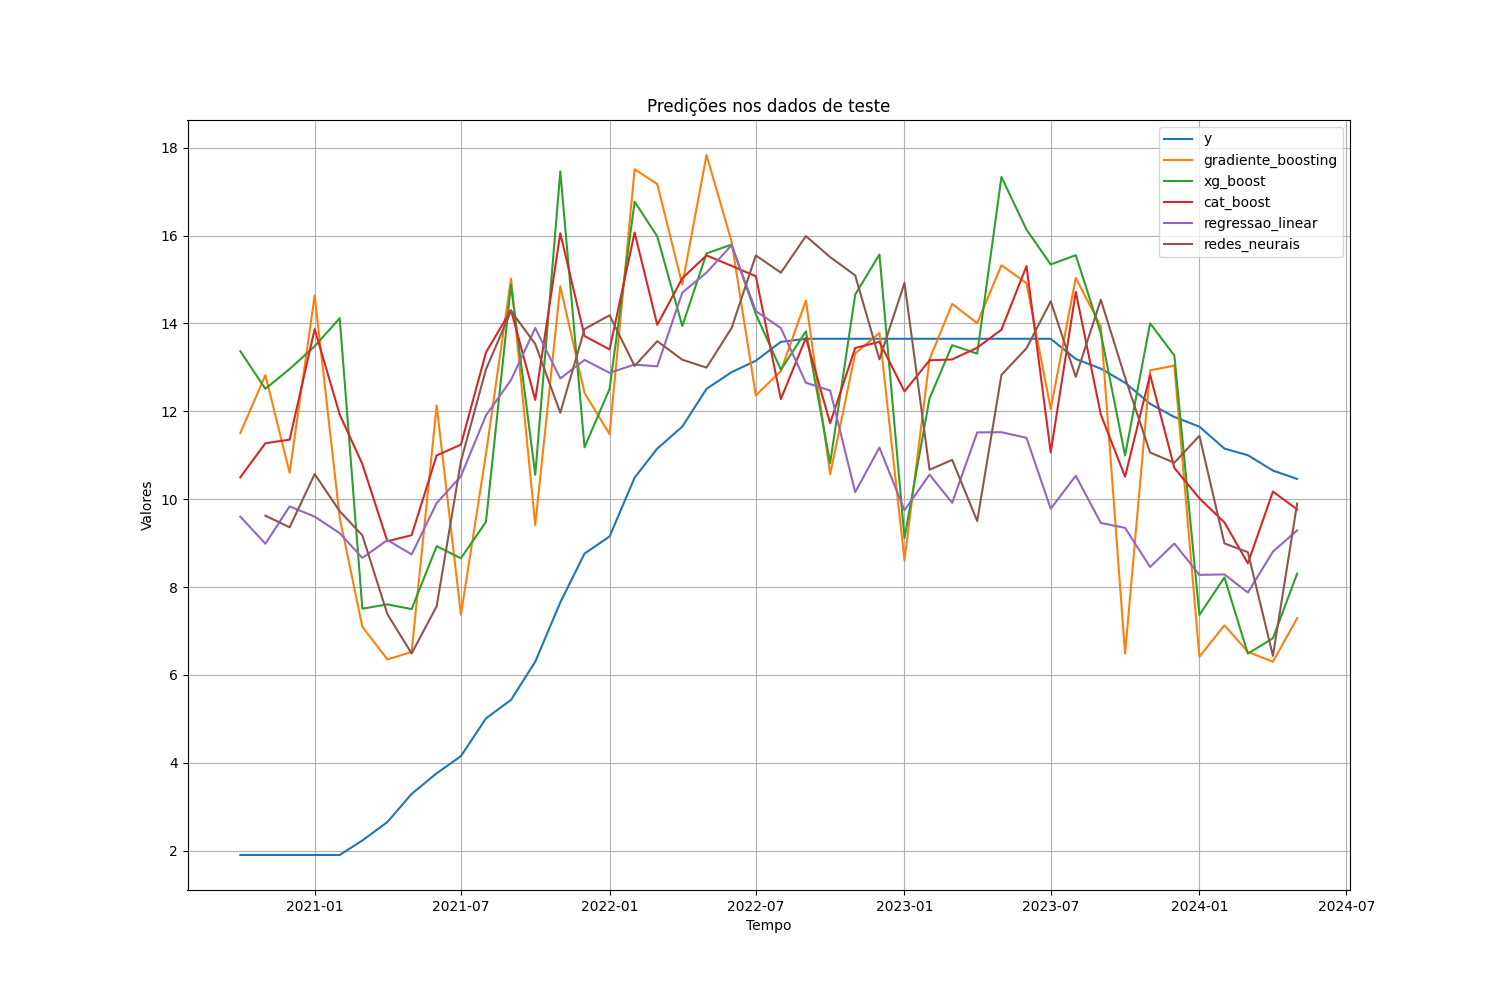 Predições nos dados de teste
y
gradiente_boosting
xg_boost
cat_boost
regressao_linear
redes_neurais
Valores
18
16
14
12
10
8
6
4
2
2021-01
2021-07
2022-01
2022-07
2023-01
2023-07
2024-01
2024-07
Tempo